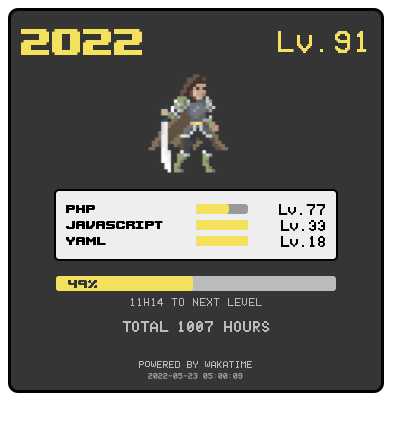 2022 Lv.91
PHP Lv.77
JAVASCRIPT Lv.33
YAML Lv.18
49%
11H14 TO NEXT LEVEL
TOTAL 1007 HOURS
POWERED BY WAKATIME
2022-05-23 05:00:09